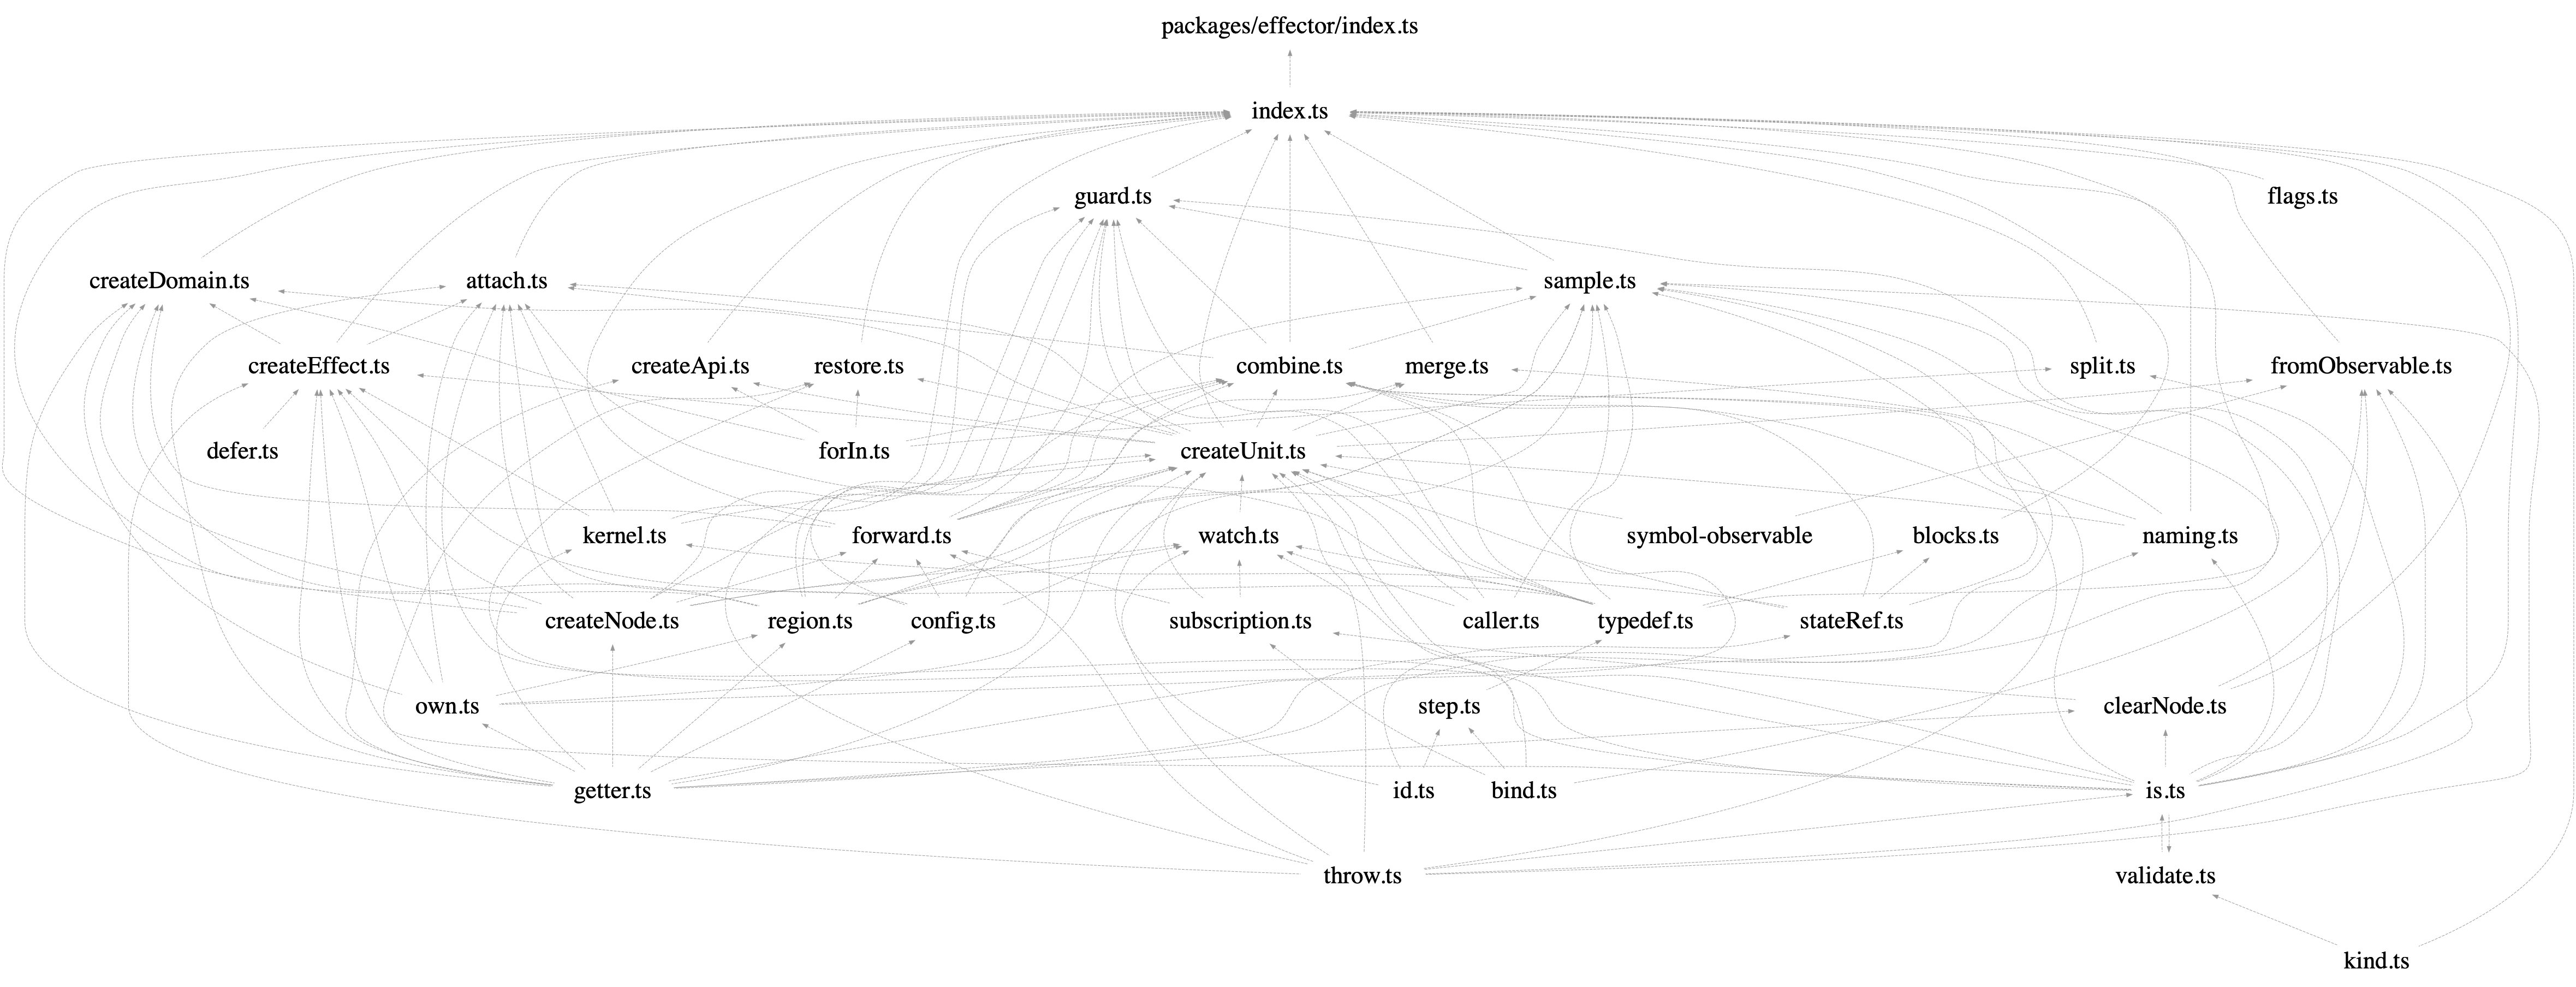 packages/effector/index.ts
index.ts
guard.ts
flags.ts
createDomain.ts
attach.ts
sample.ts
createEffect.ts
createApi.ts
restore.ts
combine.ts
merge.ts
split.ts
fromObservable.ts
defer.ts
forIn.ts
createUnit.ts
kernel.ts
forward.ts
watch.ts
symbol-observable
blocks.ts
naming.ts
createNode.ts
region.ts
config.ts
subscription.ts
caller.ts
typedef.ts
stateRef.ts
own.ts
step.ts
clearNode.ts
getter.ts
id.ts
bind.ts
is.ts
throw.ts
validate.ts
kind.ts